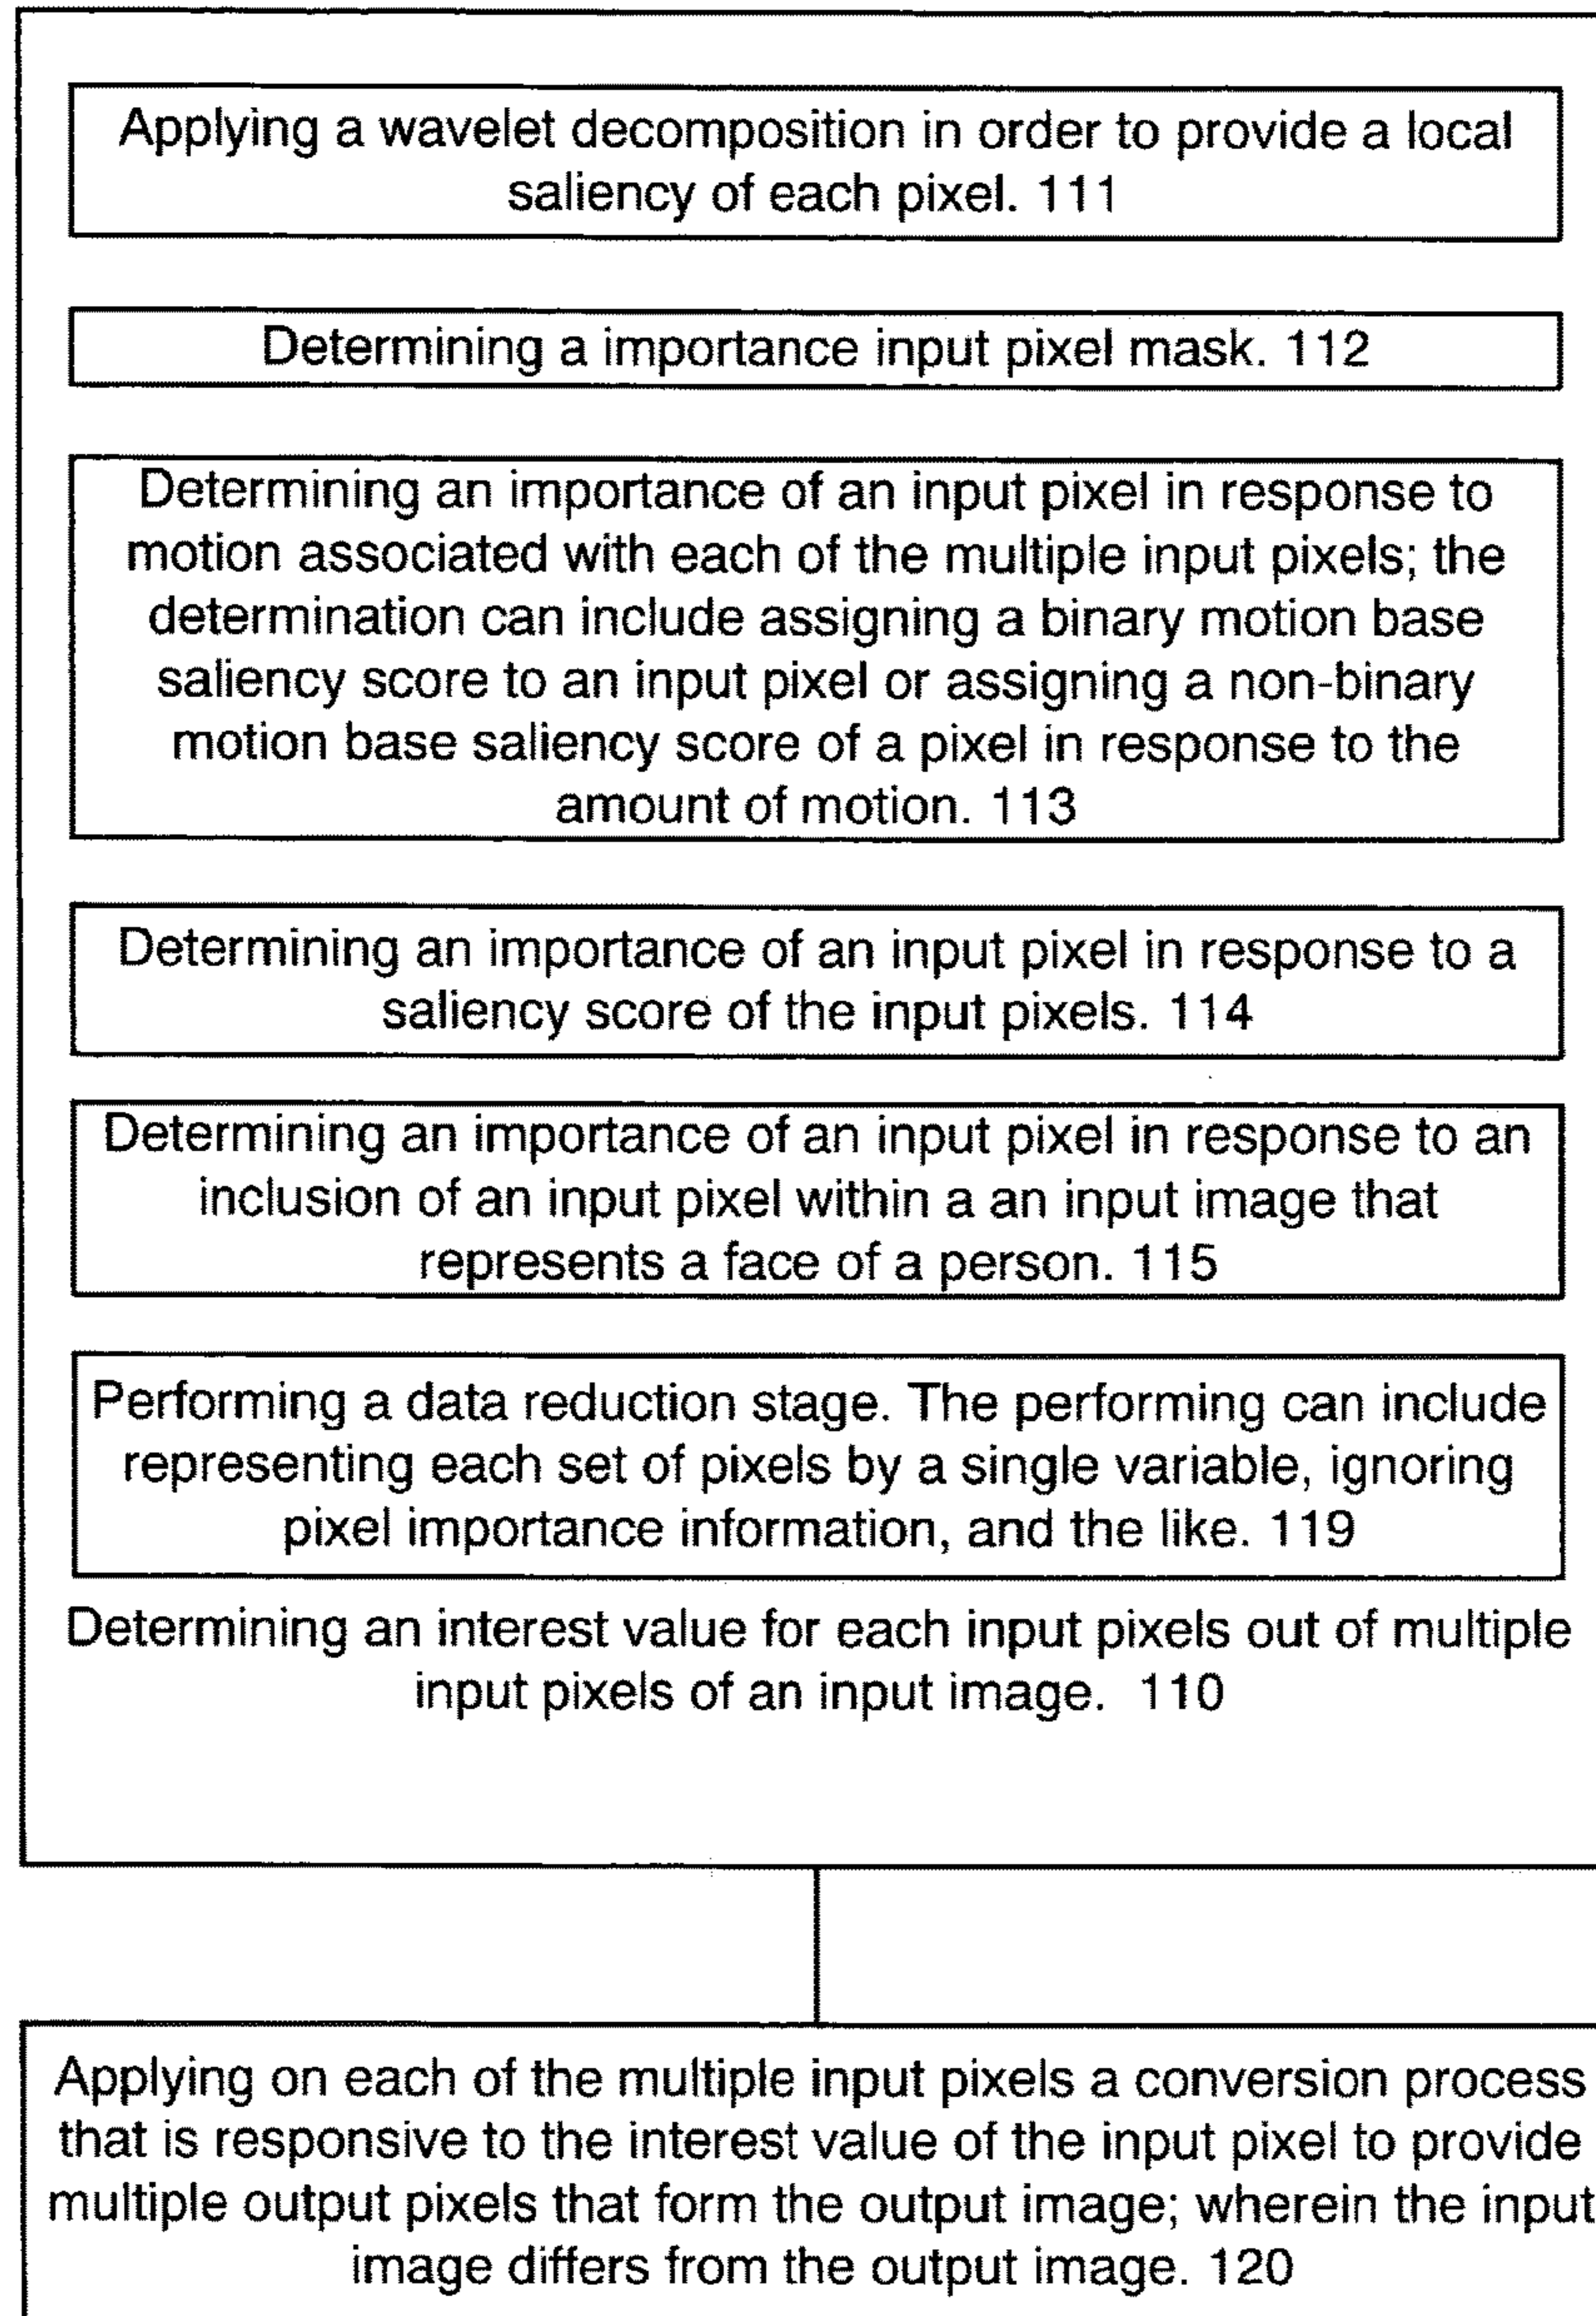 Applying a wavelet decomposition in order to provide a local
saliency of each pixel. 111
Determining a importance input pixel mask. 112
Determining an importance of an input pixel in response to
motion associated with each of the multiple input pixels; the
determination can include assigning a binary motion base
saliency score to an input pixel or assigning a non-binary
motion base saliency score of a pixel in response to the
amount of motion. 113
Determining an importance of an input pixel in response to a
saliency score of the input pixels. 114
Determining an importance of an input pixel in response to an
inclusion of an input pixel within a an input image that
represents a face of a person. 115
Performing a data reduction stage. The performing can include
representing each set of pixels by a single variable, ignoring
pixel importance information, and the like. 119
Determining an interest value for each input pixels out of multiple
input pixels of an input image. 110
Applying on each of the multiple input pixels a conversion process
that is responsive to the interest value of the input pixel to provide
multiple output pixels that form the output image; wherein the input
image differs from the output image. 120